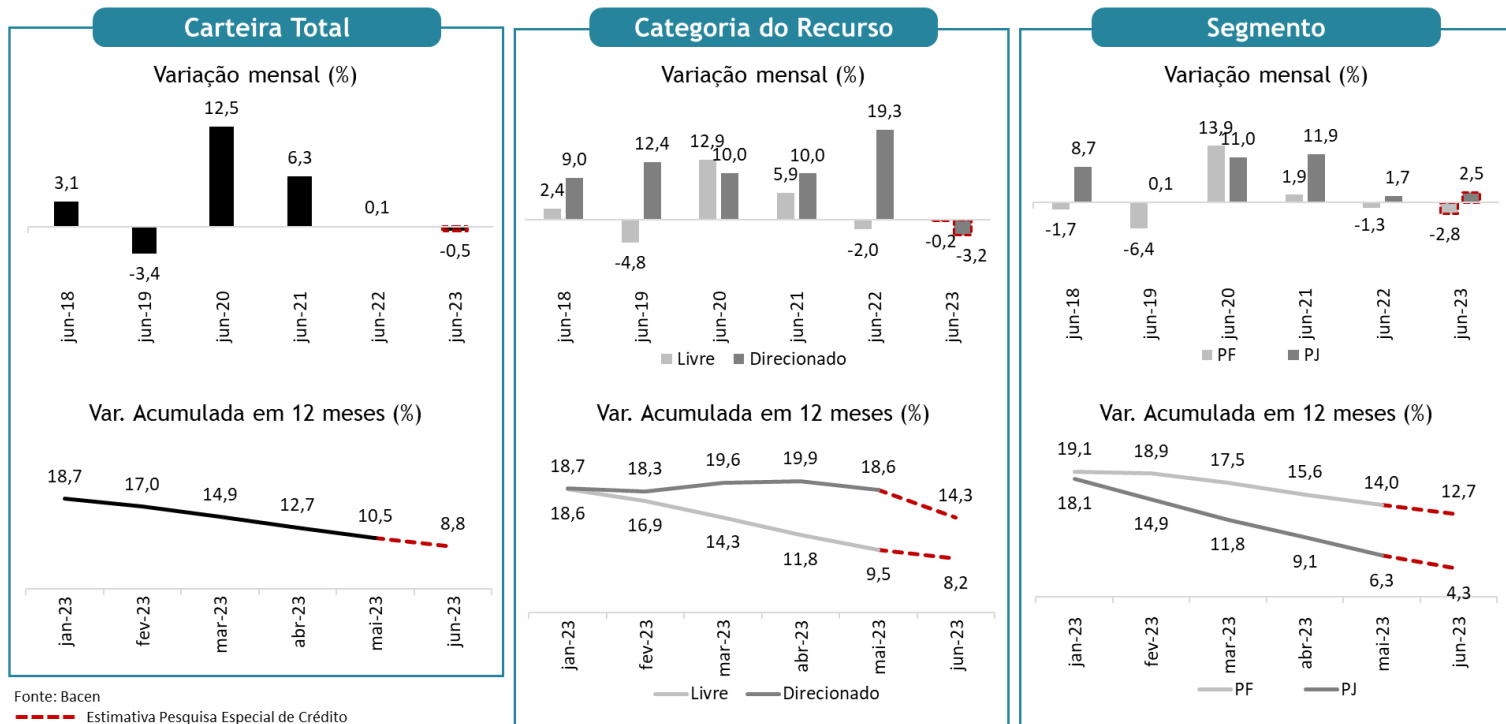 Carteira Total
Variação mensal (%)
12,5
6,3
3,1
0,1
-0,5
-3,4
jun-18
jun-19
jun-20
jun-21
jun-22
jun-23
Var. Acumulada em 12 meses (%)
18,7
17,0
14,9
12,7
10,5
8,8
jan-23
fev-23
mar-23
abr-23
mai-23
jun-23
Fonte: Bacen
Estimativa Pesquisa Especial de Crédito
Categoria do Recurso
Variação mensal (%)
2,4
9,0
-4,8
12,4
12,9
10,0
5,9
10,0
-2,0
19,3
-0,2
-3,2
jun-18
jun-19
jun-20
jun-21
jun-22
jun-23
Livre
Direcionado
Var. Acumulada em 12 meses (%)
18,7
18,3
19,6
19,9
18,6
14,3
18,6
16,9
14,3
11,8
9,5
8,2
jan-23
fev-23
mar-23
abr-23
mai-23
jun-23
Livre
Direcionado
Segmento
Variação mensal (%)
-1,7
8,7
-6,4
0,1
13,9
11,0
1,9
11,9
-1,3
1,7
-2,8
2,5
jun-18
jun-19
jun-20
jun-21
jun-22
jun-23
PF
PJ
Var. Acumulada em 12 meses (%)
19,1
18,9
17,5
15,6
14,0
12,7
18,1
14,9
11,8
9,1
6,3
4,3
jan-23
fev-23
mar-23
abr-23
mai-23
jun-23
PF
PJ